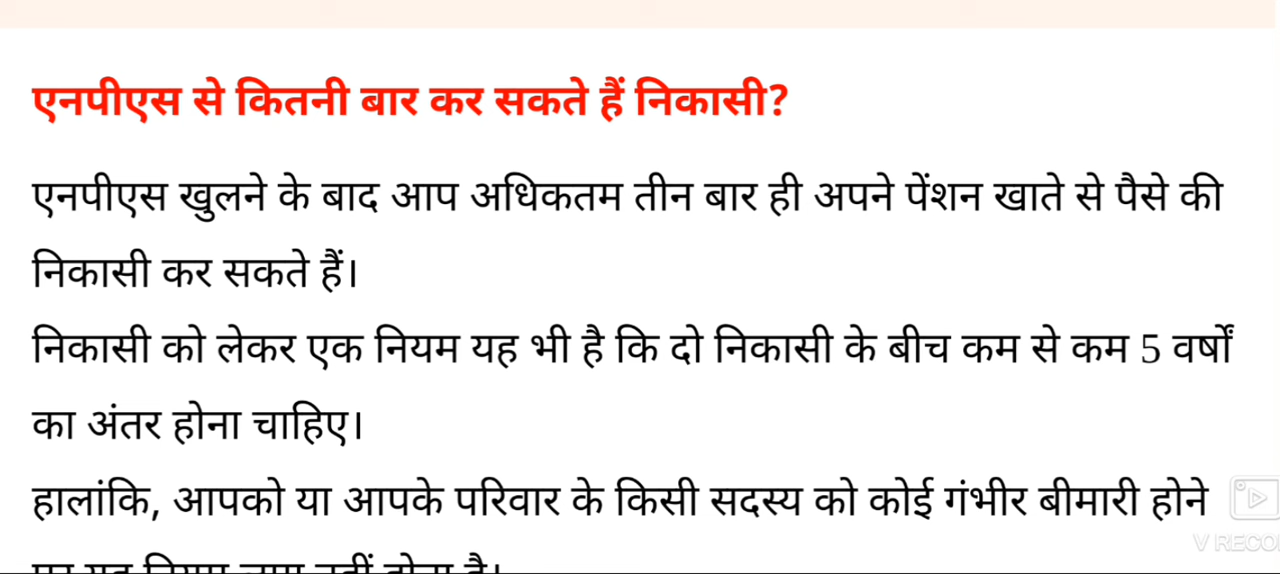 एनपीएस से कितनी बार कर सकते हैं निकासी?
एनपीएस खुलने के बाद आप अधिकतम तीन बार ही अपने पेंशन खाते से पैसे की
निकासी कर सकते हैं।
निकासी को लेकर एक नियम यह भी है कि दो निकासी के बीच कम से कम 5 वर्षों
का अंतर होना चाहिए।
हालांकि, आपको या आपके परिवार के किसी सदस्य को कोई गंभीर बीमारी होने
V RECO